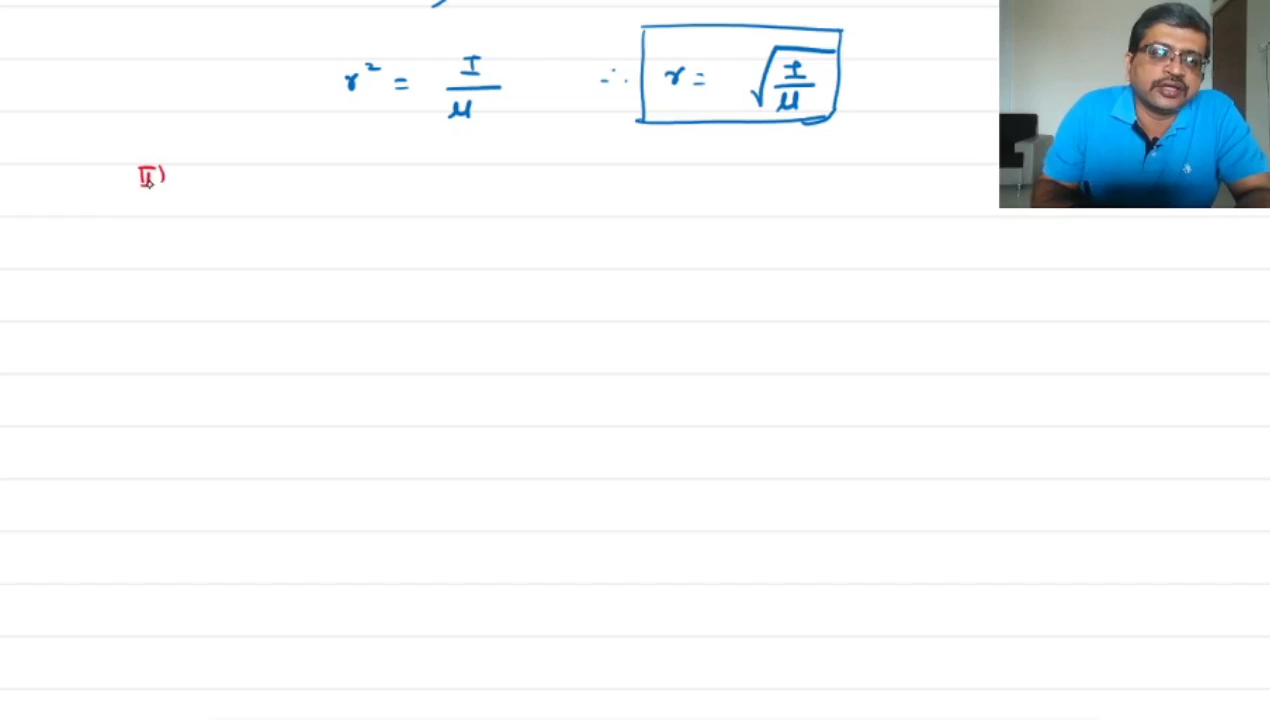 r² = I/μ ∴ r = √(I/μ)
II)